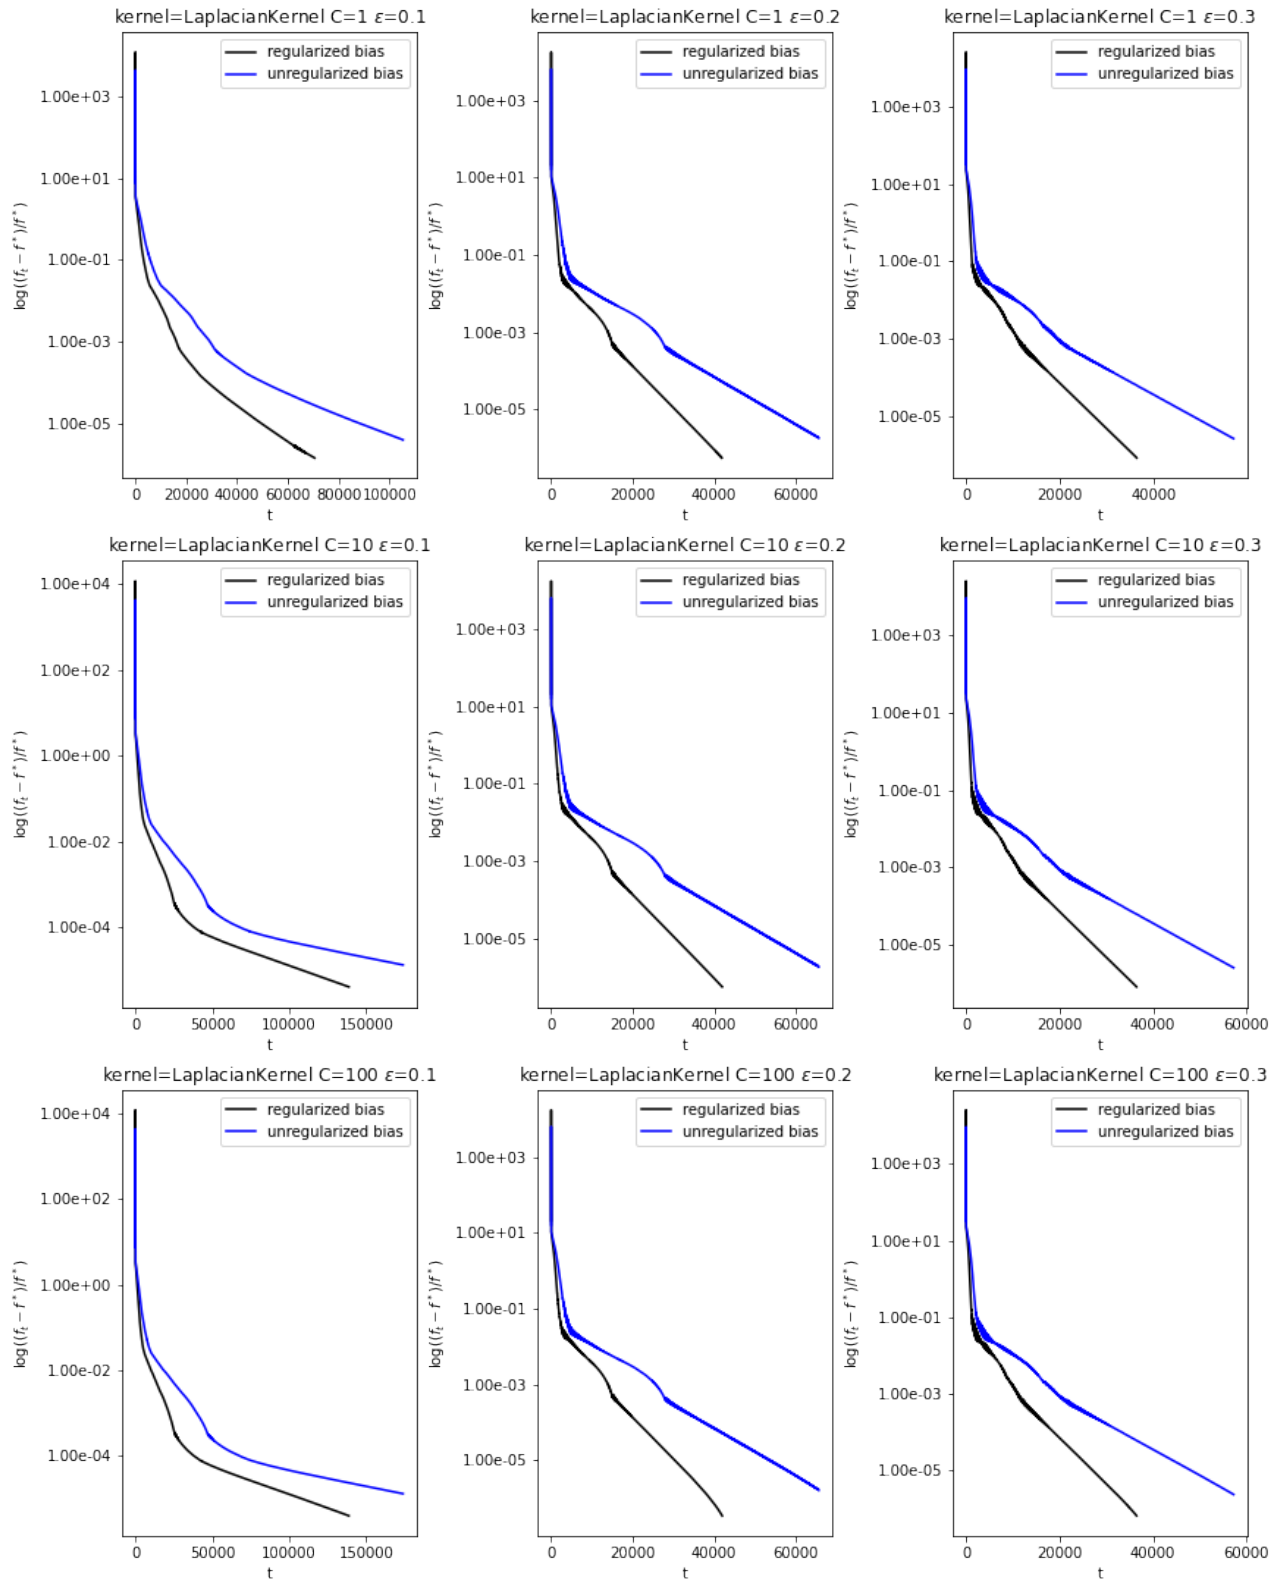 kernel=LaplacianKernel C=1 ε=0.1
regularized bias
unregularized bias
1.00e+03
1.00e+01
1.00e-01
1.00e-03
1.00e-05
log((f_t − f*)/f*)
0 20000 40000 60000 80000 100000
t
kernel=LaplacianKernel C=1 ε=0.2
regularized bias
unregularized bias
1.00e+03
1.00e+01
1.00e-01
1.00e-03
1.00e-05
log((f_t − f*)/f*)
0 20000 40000 60000
t
kernel=LaplacianKernel C=1 ε=0.3
regularized bias
unregularized bias
1.00e+03
1.00e+01
1.00e-01
1.00e-03
1.00e-05
log((f_t − f*)/f*)
0 20000 40000
t
kernel=LaplacianKernel C=10 ε=0.1
regularized bias
unregularized bias
1.00e+04
1.00e+02
1.00e+00
1.00e-02
1.00e-04
log((f_t − f*)/f*)
0 50000 100000 150000
t
kernel=LaplacianKernel C=10 ε=0.2
regularized bias
unregularized bias
1.00e+03
1.00e+01
1.00e-01
1.00e-03
1.00e-05
log((f_t − f*)/f*)
0 20000 40000 60000
t
kernel=LaplacianKernel C=10 ε=0.3
regularized bias
unregularized bias
1.00e+03
1.00e+01
1.00e-01
1.00e-03
1.00e-05
log((f_t − f*)/f*)
0 20000 40000 60000
t
kernel=LaplacianKernel C=100 ε=0.1
regularized bias
unregularized bias
1.00e+04
1.00e+02
1.00e+00
1.00e-02
1.00e-04
log((f_t − f*)/f*)
0 50000 100000 150000
t
kernel=LaplacianKernel C=100 ε=0.2
regularized bias
unregularized bias
1.00e+03
1.00e+01
1.00e-01
1.00e-03
1.00e-05
log((f_t − f*)/f*)
0 20000 40000 60000
t
kernel=LaplacianKernel C=100 ε=0.3
regularized bias
unregularized bias
1.00e+03
1.00e+01
1.00e-01
1.00e-03
1.00e-05
log((f_t − f*)/f*)
0 20000 40000 60000
t